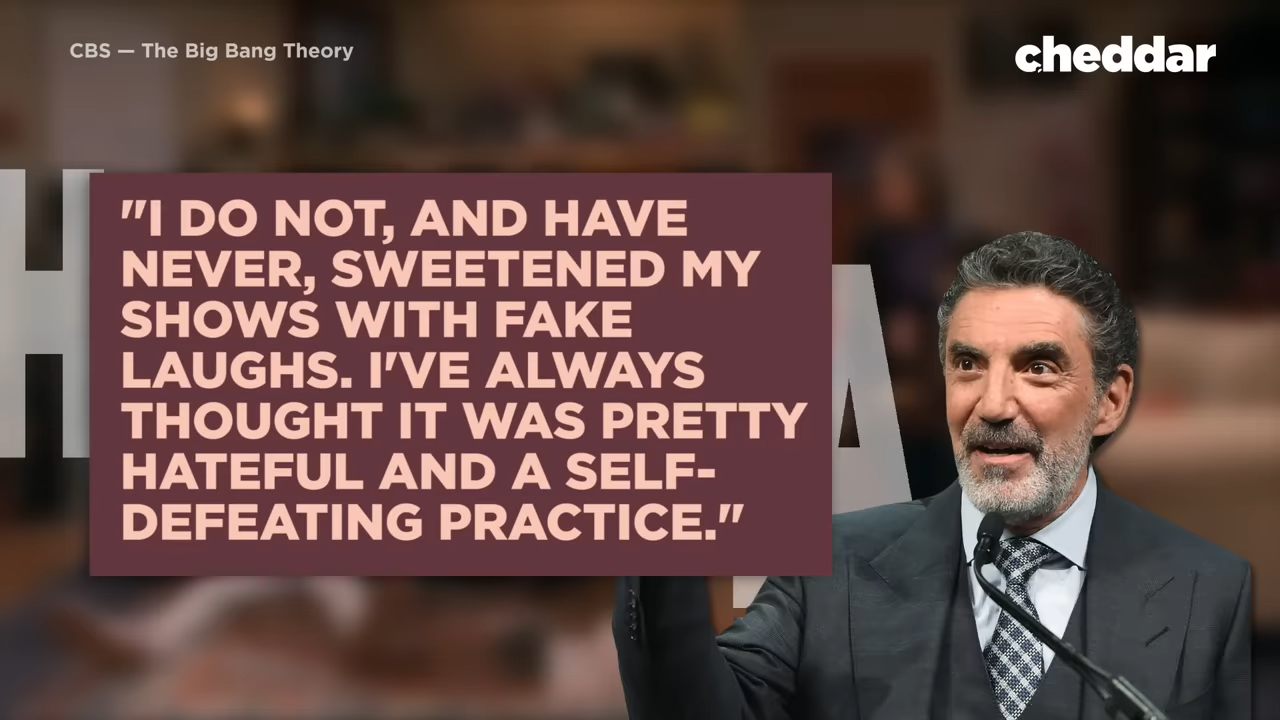 CBS — The Big Bang Theory
cheddar
H
A
"I DO NOT, AND HAVE
NEVER, SWEETENED MY
SHOWS WITH FAKE
LAUGHS. I'VE ALWAYS
THOUGHT IT WAS PRETTY
HATEFUL AND A SELF-
DEFEATING PRACTICE."